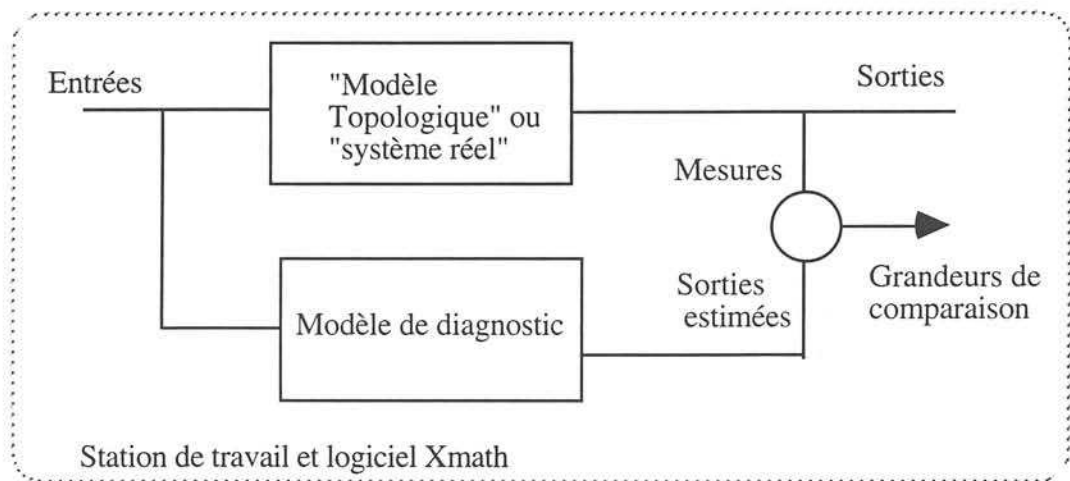 Entrées
"Modèle
Topologique" ou
"système réel"
Sorties
Mesures
Grandeurs de
comparaison
Sorties
estimées
Modèle de diagnostic
Station de travail et logiciel Xmath